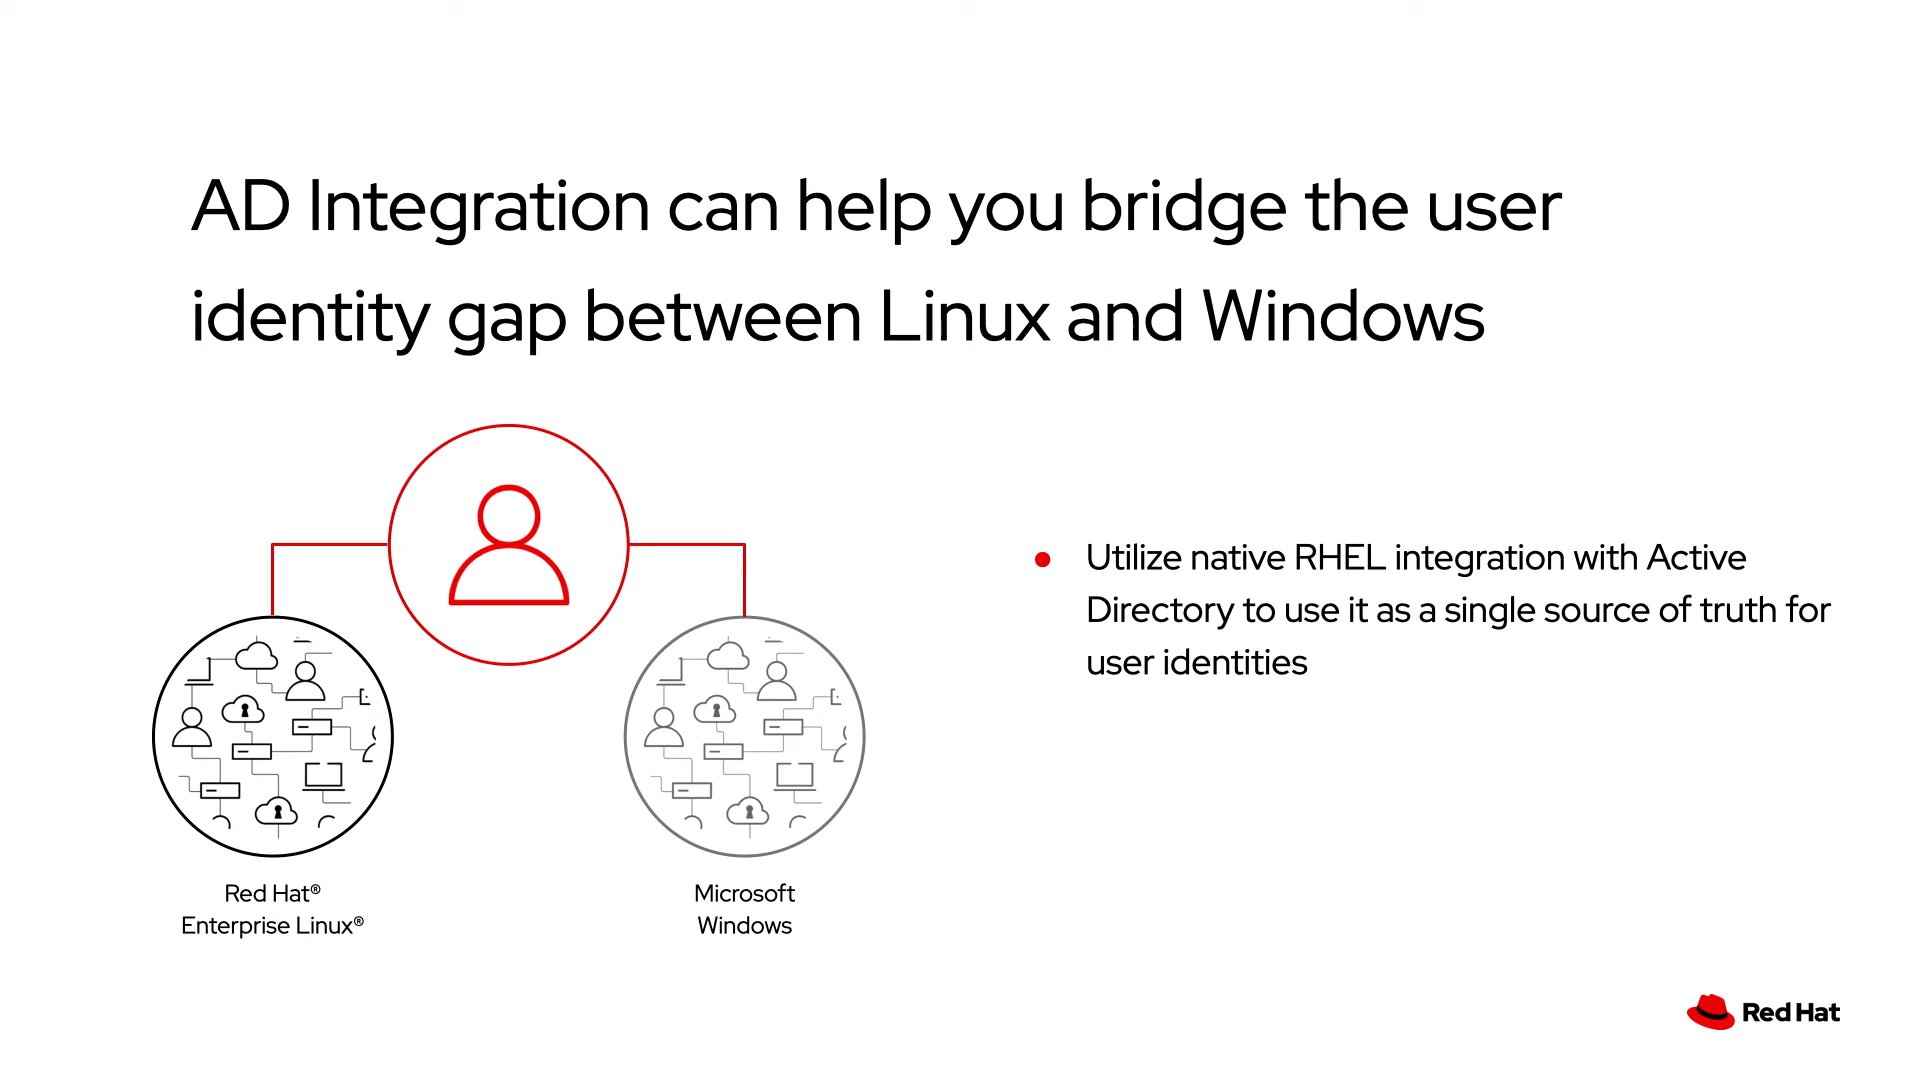 AD Integration can help you bridge the user
identity gap between Linux and Windows
Utilize native RHEL integration with Active
Directory to use it as a single source of truth for
user identities
Red Hat®
Enterprise Linux®
Microsoft
Windows
Red Hat